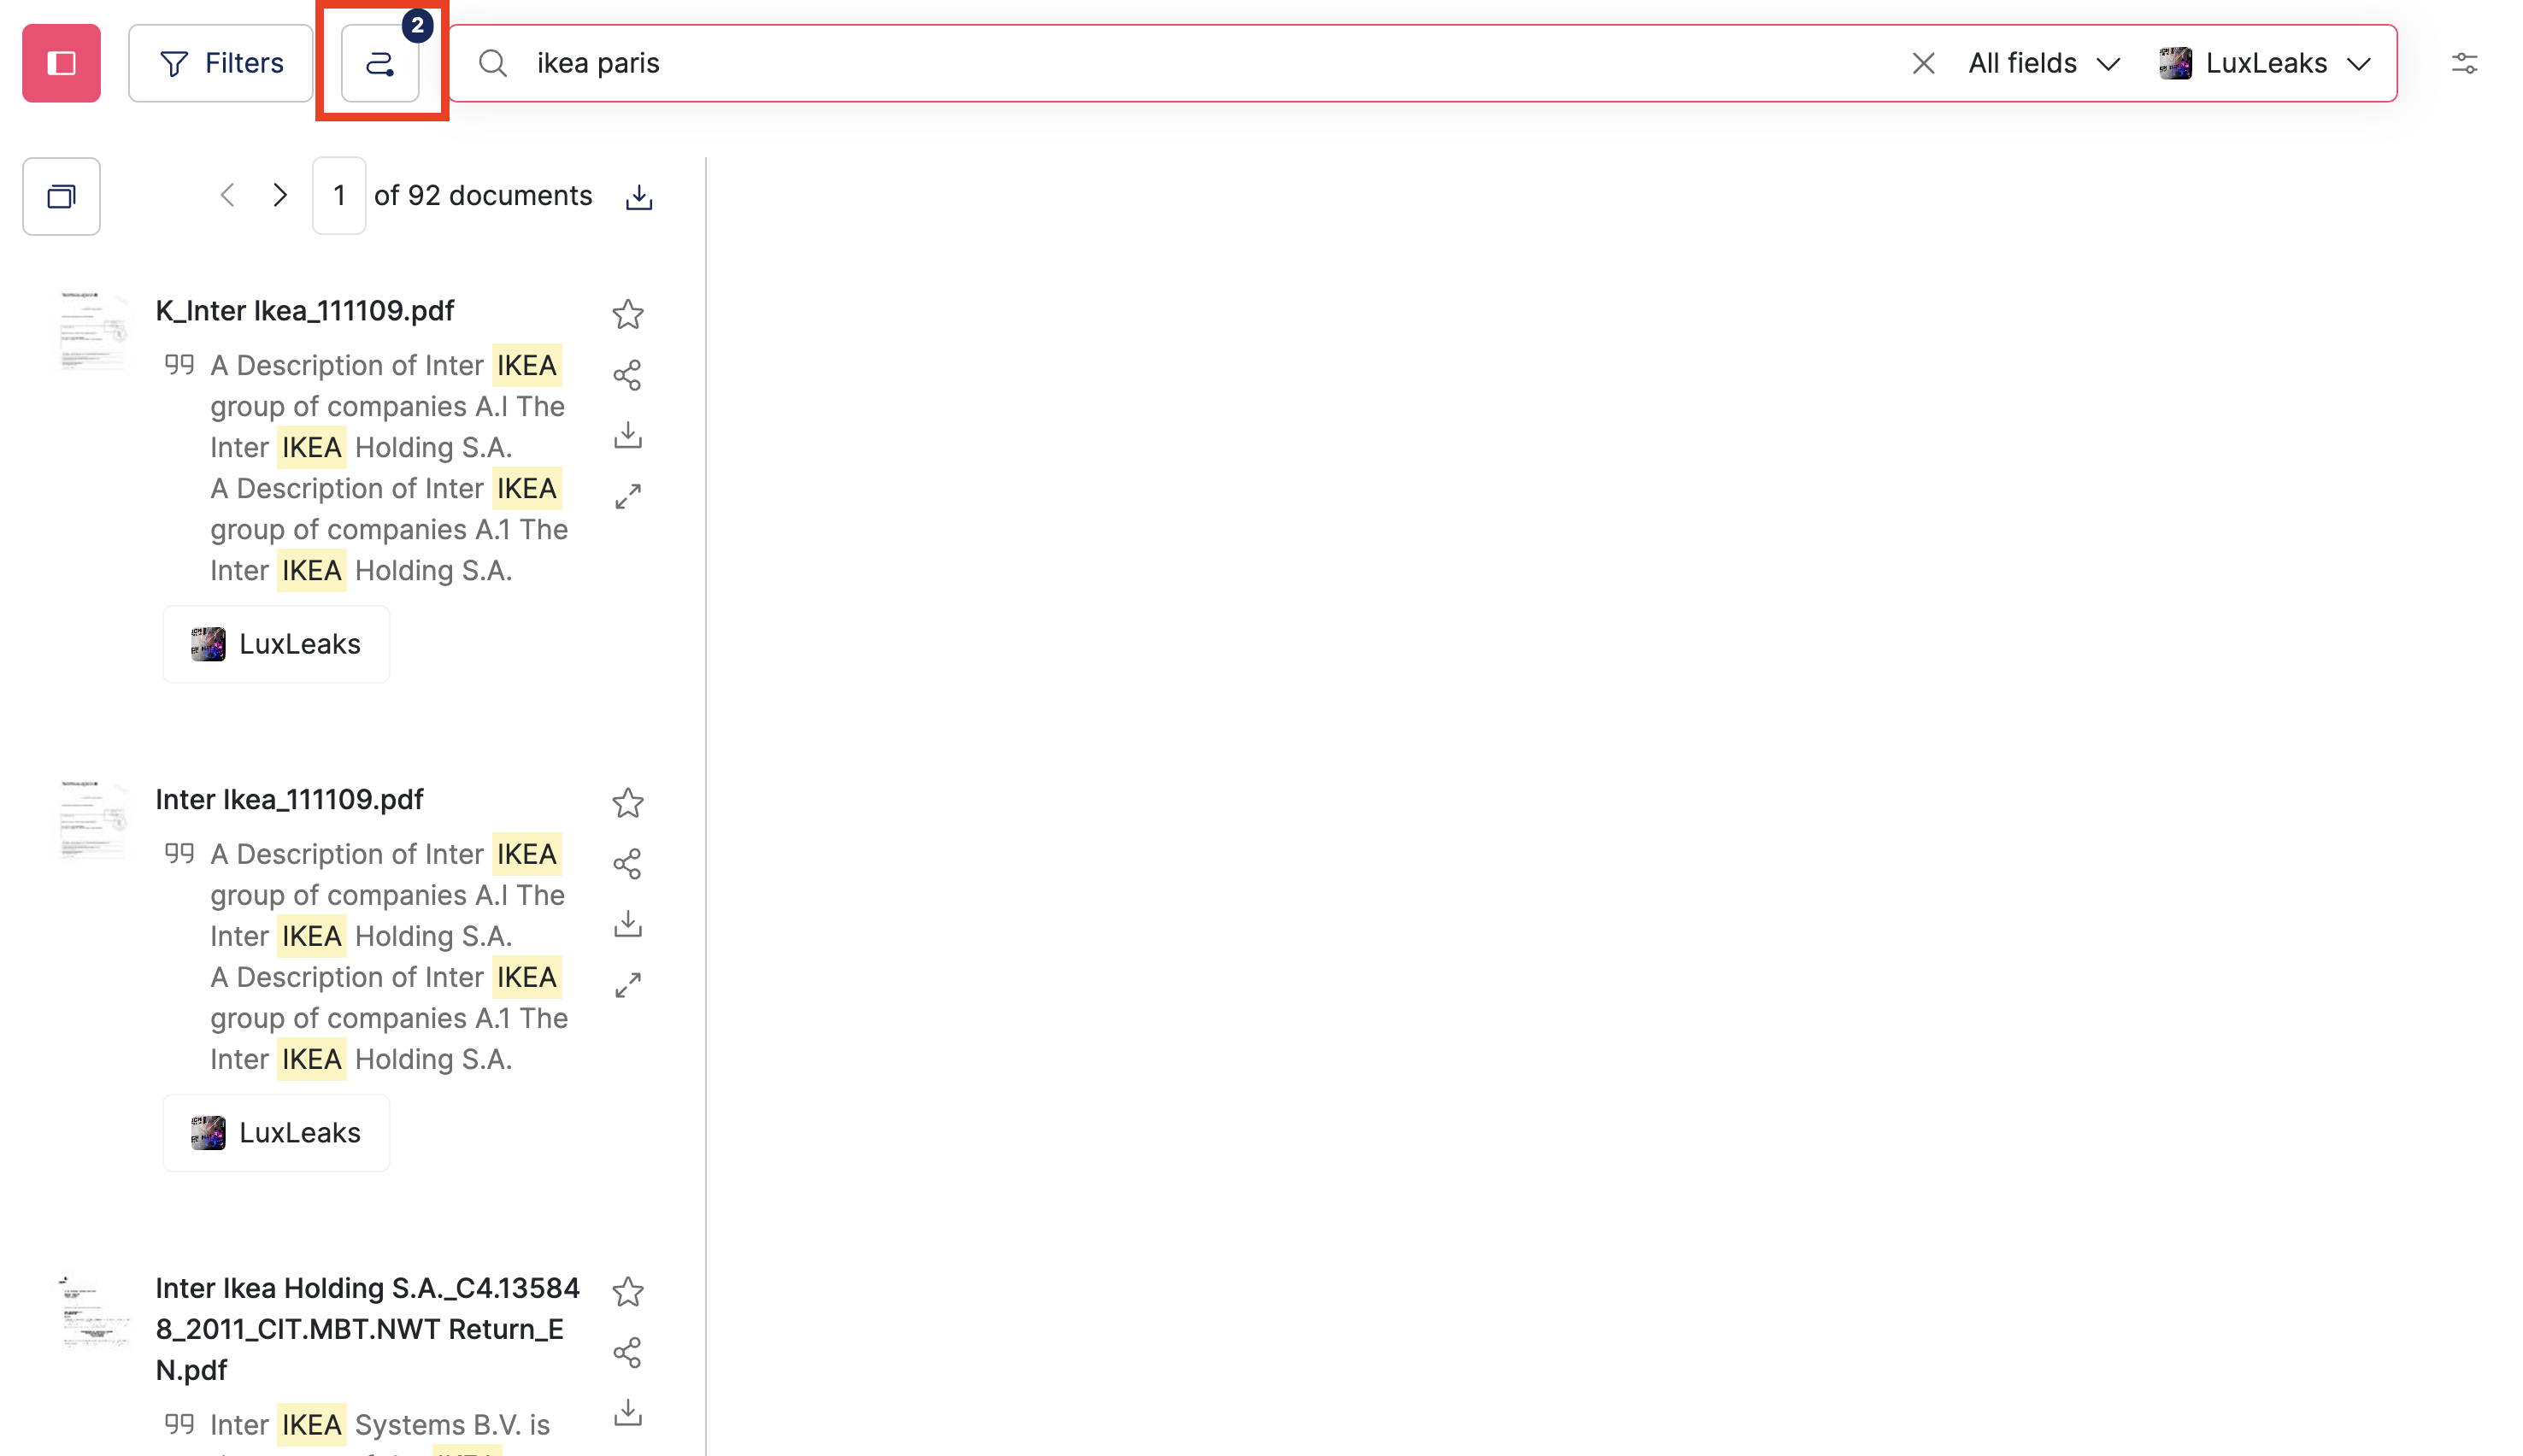 Filters
2
ikea paris
All fields
LuxLeaks
1 of 92 documents
K_Inter Ikea_111109.pdf
A Description of Inter IKEA
group of companies A.I The
Inter IKEA Holding S.A.
A Description of Inter IKEA
group of companies A.1 The
Inter IKEA Holding S.A.
LuxLeaks
Inter Ikea_111109.pdf
A Description of Inter IKEA
group of companies A.I The
Inter IKEA Holding S.A.
A Description of Inter IKEA
group of companies A.1 The
Inter IKEA Holding S.A.
LuxLeaks
Inter Ikea Holding S.A._C4.13584
8_2011_CIT.MBT.NWT Return_E
N.pdf
Inter IKEA Systems B.V. is